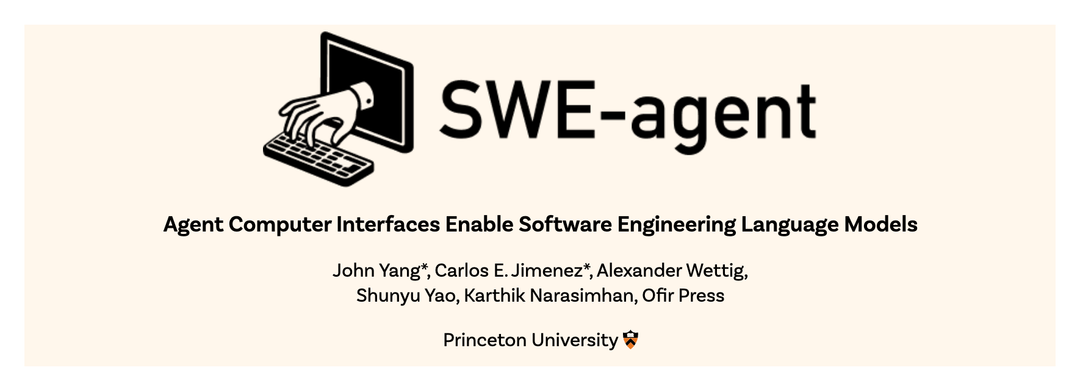 SWE-agent
Agent Computer Interfaces Enable Software Engineering Language Models
John Yang*, Carlos E. Jimenez*, Alexander Wettig,
Shunyu Yao, Karthik Narasimhan, Ofir Press
Princeton University